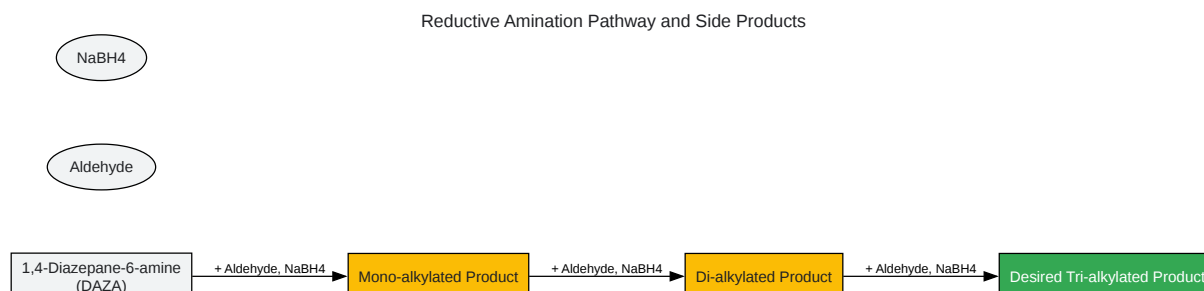 Reductive Amination Pathway and Side Products
NaBH4
Aldehyde
1,4-Diazepane-6-amine
(DAZA)
+ Aldehyde, NaBH4
Mono-alkylated Product
+ Aldehyde, NaBH4
Di-alkylated Product
+ Aldehyde, NaBH4
Desired Tri-alkylated Product